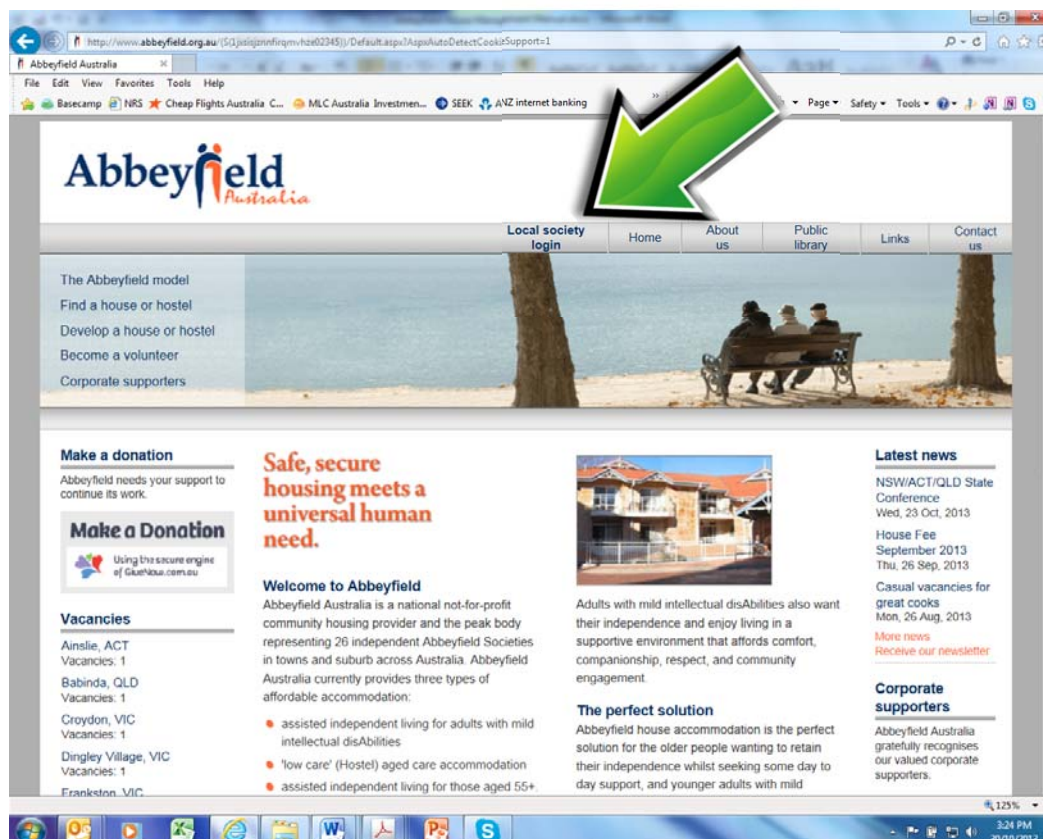 http://www.abbeyfield.org.au/
/Default.aspx?AspxAutoDetectCookieSupport=1
Abbeyfield Australia
File Edit View Favorites Tools Help
Basecamp NRS Cheap Flights Australia C... MLC Australia Investmen... SEEK ANZ internet banking Page Safety Tools
Abbeyfield
Australia
Local society login
Home
About us
Public library
Links
Contact us
The Abbeyfield model
Find a house or hostel
Develop a house or hostel
Become a volunteer
Corporate supporters
Make a donation
Abbeyfield needs your support to
continue its work.
Make a Donation
Using the secure engine
of GiveNow.com.au
Vacancies
Ainslie, ACT
Vacancies: 1
Babinda, QLD
Vacancies: 1
Croydon, VIC
Vacancies: 1
Dingley Village, VIC
Vacancies: 1
Frankston, VIC
Safe, secure
housing meets a
universal human
need.
Welcome to Abbeyfield
Abbeyfield Australia is a national not-for-profit
community housing provider and the peak body
representing 26 independent Abbeyfield Societies
in towns and suburb across Australia. Abbeyfield
Australia currently provides three types of
affordable accommodation:
assisted independent living for adults with mild
intellectual disAbilities
'low care' (Hostel) aged care accommodation
assisted independent living for those aged 55+.
Adults with mild intellectual disAbilities also want
their independence and enjoy living in a
supportive environment that affords comfort,
companionship, respect, and community
engagement.
The perfect solution
Abbeyfield house accommodation is the perfect
solution for the older people wanting to retain
their independence whilst seeking some day to
day support, and younger adults with mild
Latest news
NSW/ACT/QLD State
Conference
Wed, 23 Oct, 2013
House Fee
September 2013
Thu, 26 Sep, 2013
Casual vacancies for
great cooks
Mon, 26 Aug, 2013
More news
Receive our newsletter
Corporate
supporters
Abbeyfield Australia
gratefully recognises
our valued corporate
supporters.
125%
3:24 PM